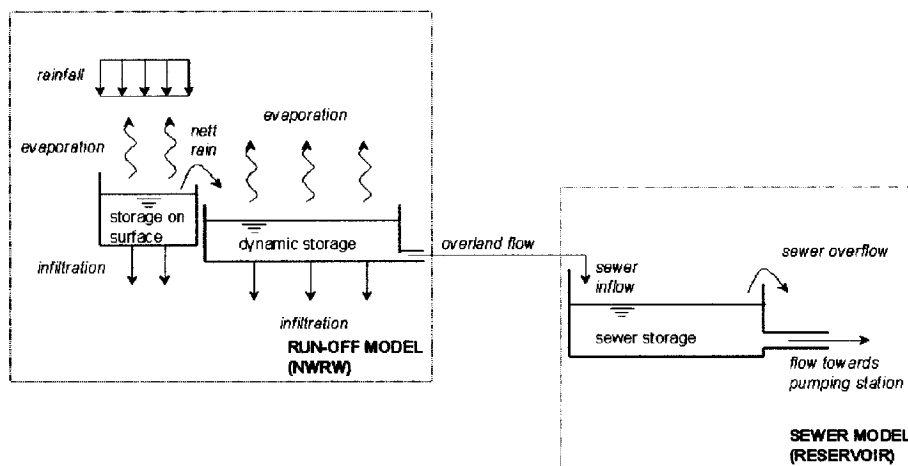 rainfall
evaporation
nett
rain
evaporation
storage on
surface
dynamic storage
infiltration
infiltration
RUN-OFF MODEL
(NWRW)
overland flow
sewer
inflow
sewer overflow
sewer storage
flow towards
pumping station
SEWER MODEL
(RESERVOIR)